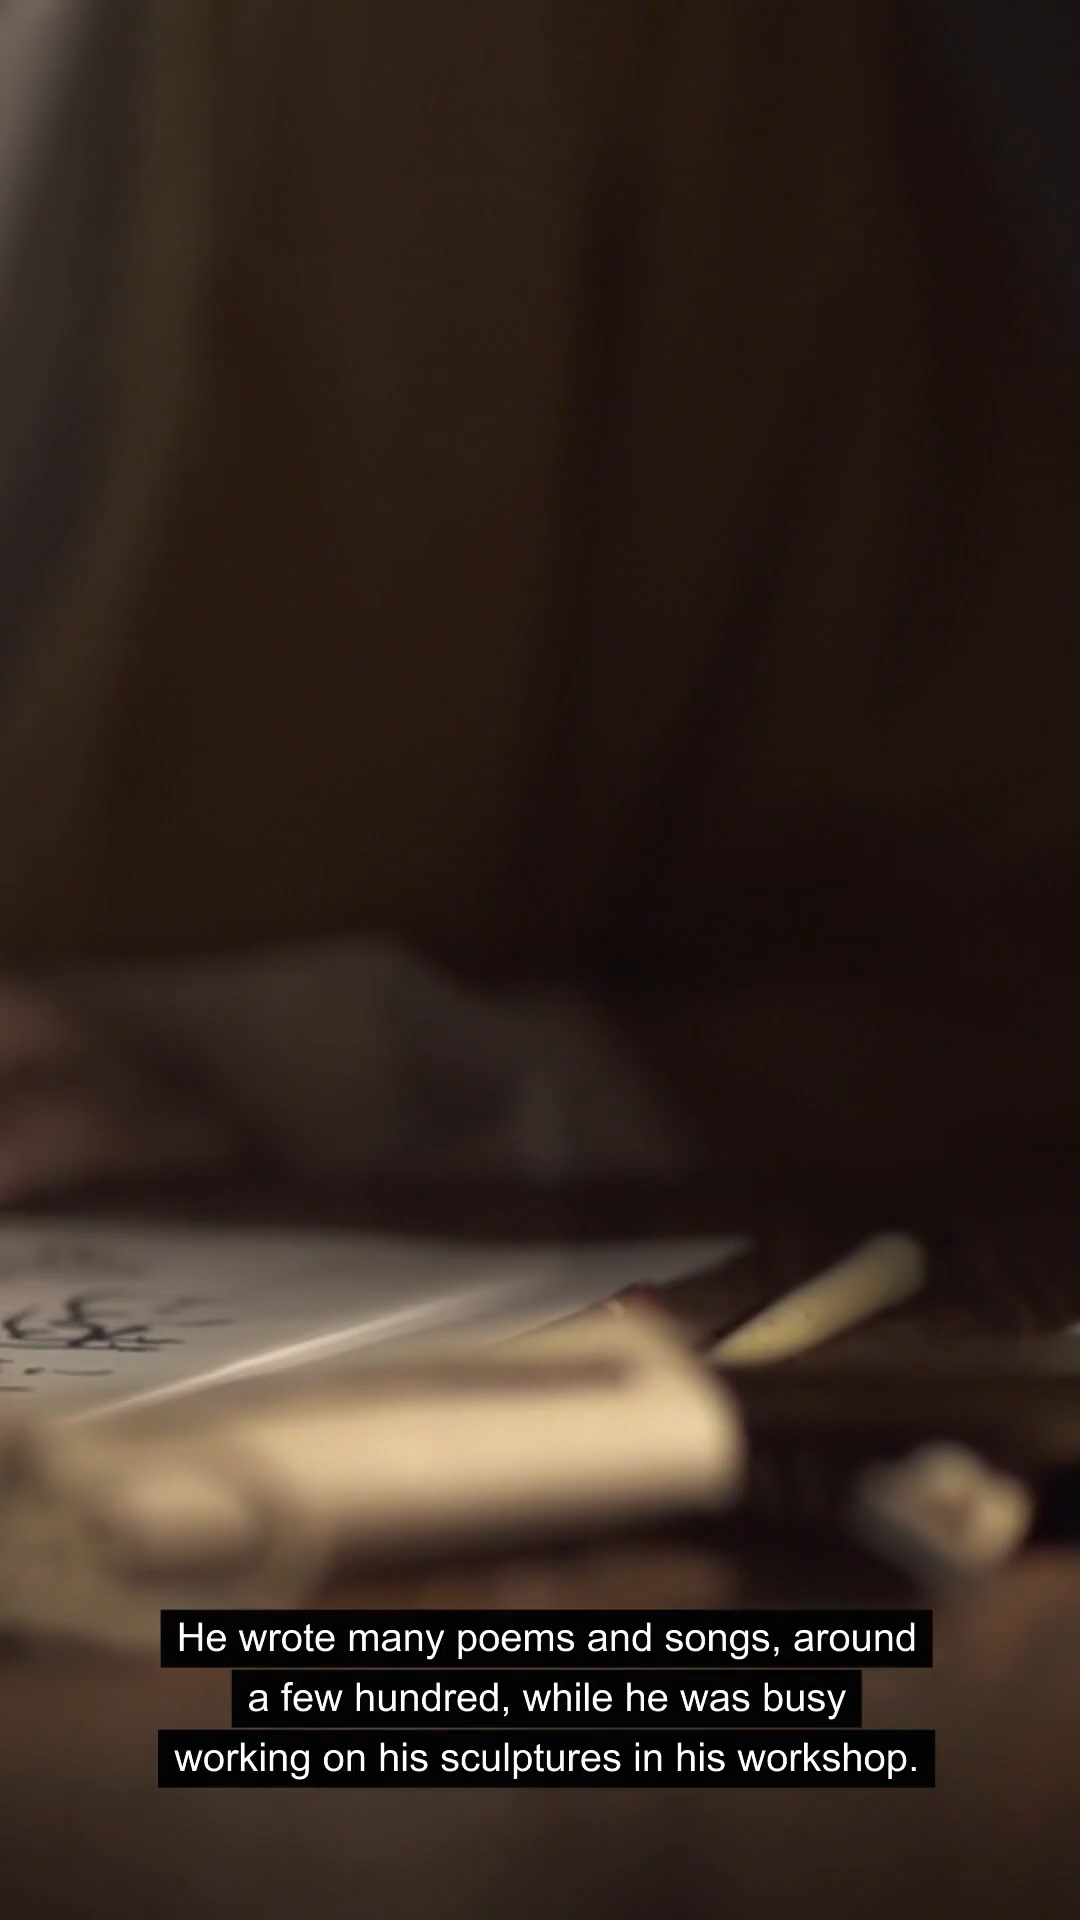 He wrote many poems and songs, around
a few hundred, while he was busy
working on his sculptures in his workshop.